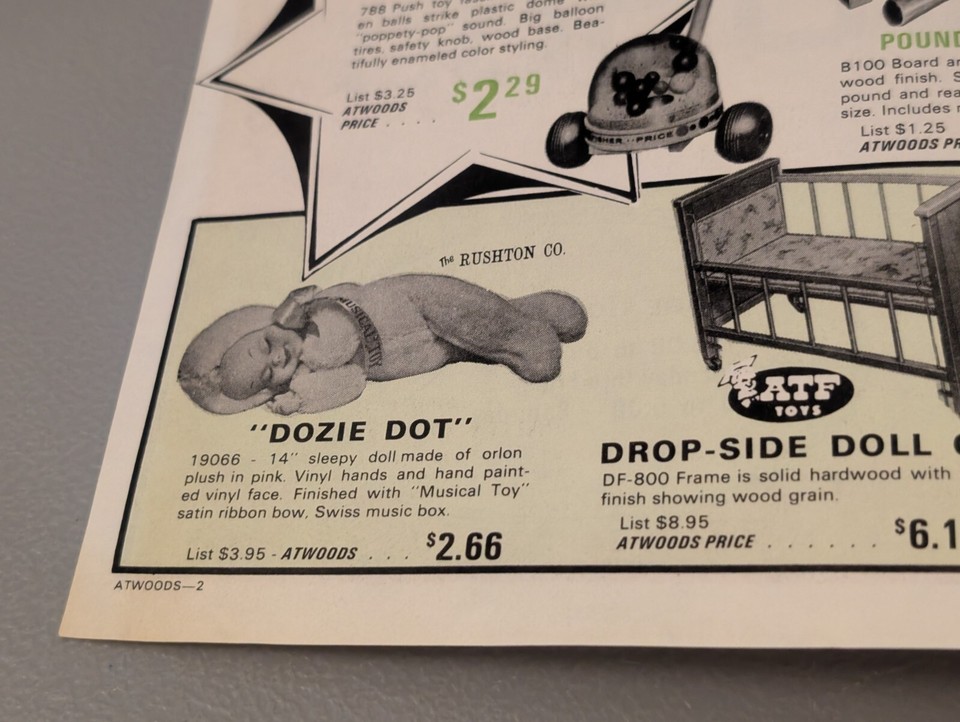 788 Push toy
en balls strike plastic dome
"poppety-pop" sound. Big balloon
tires, safety knob, wood base. Bea-
tifully enameled color styling.
List $3.25
ATWOODS
PRICE . . . .
$2 29
FISHER-PRICE
POUND
B100 Board
wood finish. S
pound and
size. Includes
List $1.25
ATWOODS PR
The RUSHTON CO.
MUSICAL TOY
"DOZIE DOT"
19066 - 14" sleepy doll made of orlon
plush in pink. Vinyl hands and hand paint-
ed vinyl face. Finished with "Musical Toy"
satin ribbon bow, Swiss music box.
List $3.95 - ATWOODS . . . $2.66
ATF
TOYS
DROP-SIDE DOLL
DF-800 Frame is solid hardwood with
finish showing wood grain.
List $8.95
ATWOODS PRICE . . . . . . $6.1
ATWOODS—2